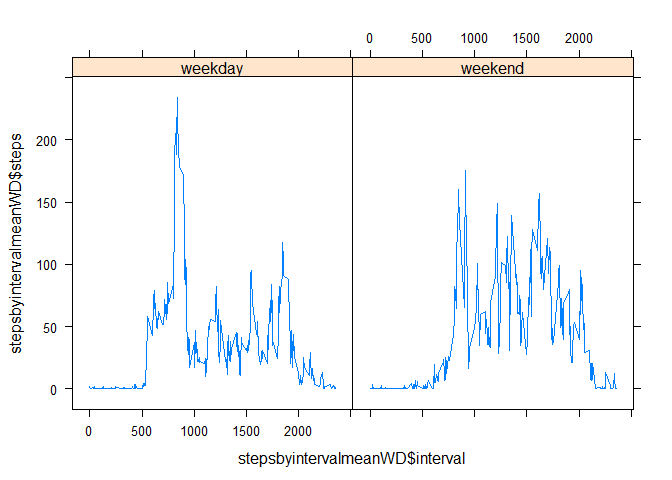 0 500 1000 1500 2000
weekday weekend
stepsbyintervalmeanWD$steps
200
150
100
50
0
0 500 1000 1500 2000
stepsbyintervalmeanWD$interval